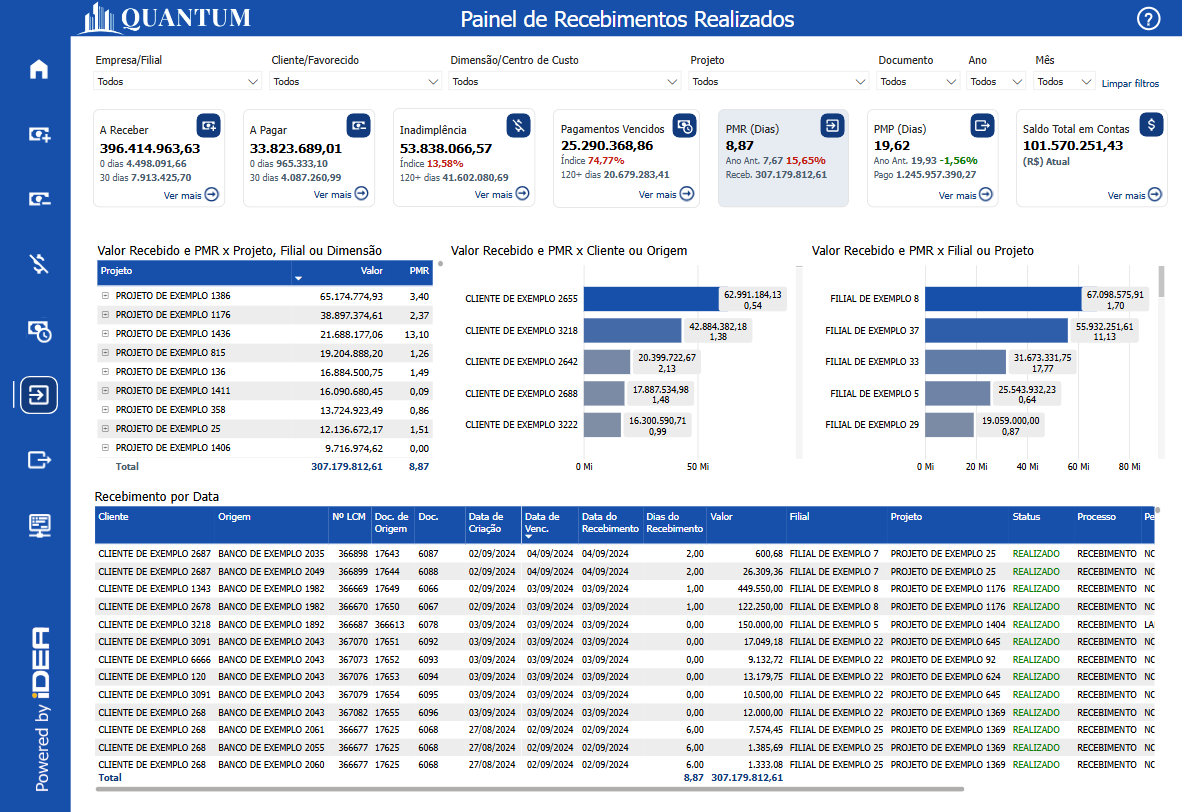 QUANTUM
Painel de Recebimentos Realizados
?
Empresa/Filial Cliente/Favorecido Dimensão/Centro de Custo Projeto Documento Ano Mês
Todos Todos Todos Todos Todos Todos Todos Limpar filtros
A Receber
396.414.963,63
0 dias 4.498.091,66
30 dias 7.913.425,70
Ver mais
A Pagar
33.823.689,01
0 dias 965.333,10
30 dias 4.087.260,99
Ver mais
Inadimplência
53.838.066,57
Índice 13,58%
120+ dias 41.602.080,69
Ver mais
Pagamentos Vencidos
25.290.368,86
Índice 74,77%
120+ dias 20.679.283,41
Ver mais
PMR (Dias)
8,87
Ano Ant. 7,67 15,65%
Receb. 307.179.812,61
PMP (Dias)
19,62
Ano Ant. 19,93 -1,56%
Pago 1.245.957.390,27
Ver mais
Saldo Total em Contas
$
101.570.251,43
(R$) Atual
Ver mais
Valor Recebido e PMR x Projeto, Filial ou Dimensão
Projeto Valor PMR
PROJETO DE EXEMPLO 1386 65.174.774,93 3,40
PROJETO DE EXEMPLO 1176 38.897.374,61 2,37
PROJETO DE EXEMPLO 1436 21.688.177,06 13,10
PROJETO DE EXEMPLO 815 19.204.888,20 1,26
PROJETO DE EXEMPLO 136 16.884.500,75 1,49
PROJETO DE EXEMPLO 1411 16.090.680,45 0,09
PROJETO DE EXEMPLO 358 13.724.923,49 0,86
PROJETO DE EXEMPLO 25 12.136.672,17 1,51
PROJETO DE EXEMPLO 1406 9.716.974,62 0,00
Total 307.179.812,61 8,87
Valor Recebido e PMR x Cliente ou Origem
CLIENTE DE EXEMPLO 2655 62.991.184,13
0,54
CLIENTE DE EXEMPLO 3218 42.884.382,18
1,38
CLIENTE DE EXEMPLO 2642 20.399.722,67
2,13
CLIENTE DE EXEMPLO 2688 17.887.534,98
1,48
CLIENTE DE EXEMPLO 3222 16.300.590,71
0,99
0 Mi 50 Mi
Valor Recebido e PMR x Filial ou Projeto
FILIAL DE EXEMPLO 8 67.098.575,91
1,70
FILIAL DE EXEMPLO 37 55.932.251,61
11,13
FILIAL DE EXEMPLO 33 31.673.331,75
17,77
FILIAL DE EXEMPLO 5 25.543.932,23
0,64
FILIAL DE EXEMPLO 29 19.059.000,00
0,87
0 Mi 20 Mi 40 Mi 60 Mi 80 Mi
Recebimento por Data
Cliente Origem Nº LCM Doc. de Origem Doc. Data de Criação Data de Venc. Data do Recebimento Dias do Recebimento Valor Filial Projeto Status Processo Pe
CLIENTE DE EXEMPLO 2687 BANCO DE EXEMPLO 2035 366898 17643 6087 02/09/2024 04/09/2024 04/09/2024 2,00 600,68 FILIAL DE EXEMPLO 7 PROJETO DE EXEMPLO 25 REALIZADO RECEBIMENTO NC
CLIENTE DE EXEMPLO 2687 BANCO DE EXEMPLO 2049 366899 17644 6088 02/09/2024 04/09/2024 04/09/2024 2,00 26.309,36 FILIAL DE EXEMPLO 7 PROJETO DE EXEMPLO 25 REALIZADO RECEBIMENTO NC
CLIENTE DE EXEMPLO 1343 BANCO DE EXEMPLO 1982 366669 17649 6066 02/09/2024 03/09/2024 03/09/2024 1,00 449.550,00 FILIAL DE EXEMPLO 8 PROJETO DE EXEMPLO 1176 REALIZADO RECEBIMENTO NC
CLIENTE DE EXEMPLO 2678 BANCO DE EXEMPLO 1982 366670 17650 6067 02/09/2024 03/09/2024 03/09/2024 1,00 122.250,00 FILIAL DE EXEMPLO 8 PROJETO DE EXEMPLO 1176 REALIZADO RECEBIMENTO NC
CLIENTE DE EXEMPLO 3218 BANCO DE EXEMPLO 1892 366687 366613 6078 03/09/2024 03/09/2024 03/09/2024 0,00 150.000,00 FILIAL DE EXEMPLO 5 PROJETO DE EXEMPLO 1404 REALIZADO RECEBIMENTO LA
CLIENTE DE EXEMPLO 3091 BANCO DE EXEMPLO 2043 367070 17651 6092 03/09/2024 03/09/2024 03/09/2024 0,00 17.049,18 FILIAL DE EXEMPLO 22 PROJETO DE EXEMPLO 645 REALIZADO RECEBIMENTO NC
CLIENTE DE EXEMPLO 6666 BANCO DE EXEMPLO 2043 367073 17652 6093 03/09/2024 03/09/2024 03/09/2024 0,00 9.132,72 FILIAL DE EXEMPLO 22 PROJETO DE EXEMPLO 92 REALIZADO RECEBIMENTO NC
CLIENTE DE EXEMPLO 120 BANCO DE EXEMPLO 2043 367076 17653 6094 03/09/2024 03/09/2024 03/09/2024 0,00 13.179,75 FILIAL DE EXEMPLO 22 PROJETO DE EXEMPLO 624 REALIZADO RECEBIMENTO NC
CLIENTE DE EXEMPLO 3091 BANCO DE EXEMPLO 2043 367079 17654 6095 03/09/2024 03/09/2024 03/09/2024 0,00 10.500,00 FILIAL DE EXEMPLO 22 PROJETO DE EXEMPLO 645 REALIZADO RECEBIMENTO NC
CLIENTE DE EXEMPLO 268 BANCO DE EXEMPLO 2043 367082 17655 6096 03/09/2024 03/09/2024 03/09/2024 0,00 12.000,00 FILIAL DE EXEMPLO 22 PROJETO DE EXEMPLO 1369 REALIZADO RECEBIMENTO NC
CLIENTE DE EXEMPLO 268 BANCO DE EXEMPLO 2061 366677 17625 6068 27/08/2024 02/09/2024 02/09/2024 6,00 7.574,45 FILIAL DE EXEMPLO 25 PROJETO DE EXEMPLO 1369 REALIZADO RECEBIMENTO NC
CLIENTE DE EXEMPLO 268 BANCO DE EXEMPLO 2055 366677 17625 6068 27/08/2024 02/09/2024 02/09/2024 6,00 1.385,69 FILIAL DE EXEMPLO 25 PROJETO DE EXEMPLO 1369 REALIZADO RECEBIMENTO NC
CLIENTE DE EXEMPLO 268 BANCO DE EXEMPLO 2060 366677 17625 6068 27/08/2024 02/09/2024 02/09/2024 6,00 1.333,08 FILIAL DE EXEMPLO 25 PROJETO DE EXEMPLO 1369 REALIZADO RECEBIMENTO NC
Total 8,87 307.179.812,61
Powered by iDEA